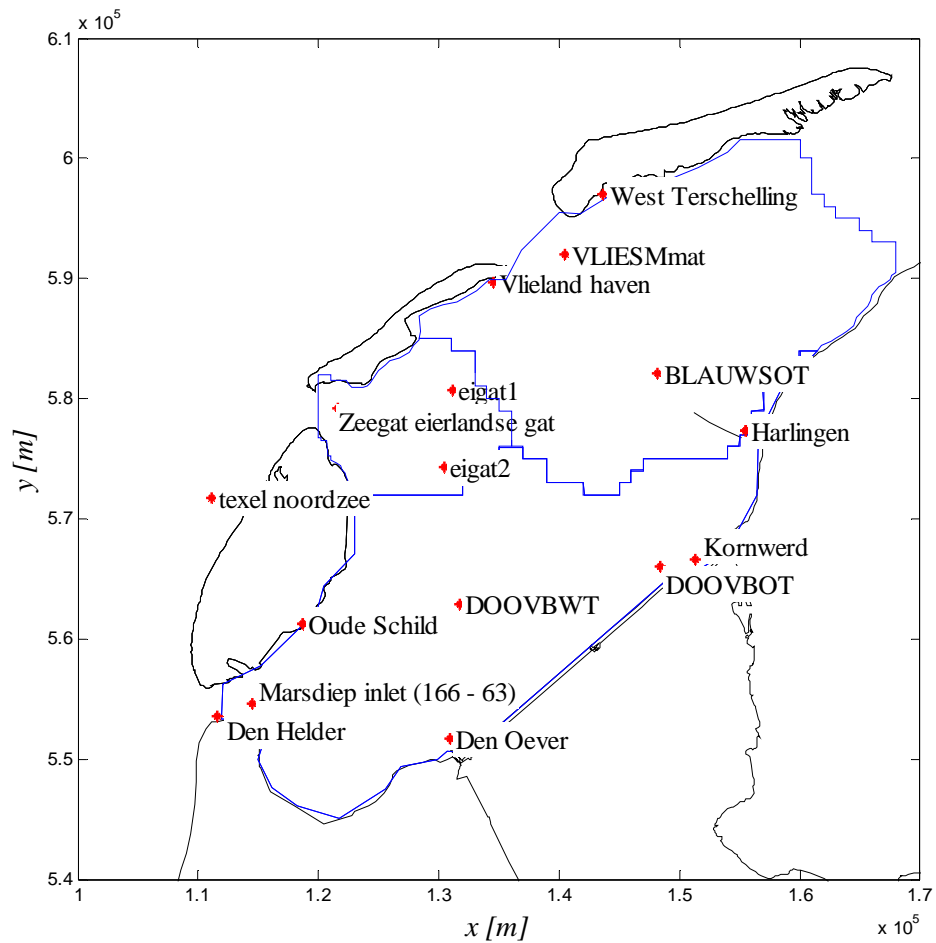 x 10^5
6.1
6
5.9
5.8
5.7
5.6
5.5
5.4
y [m]
West Terschelling
VLIESMmat
Vlieland haven
BLAUWSOT
eigat1
Zeegat eierlandse gat
Harlingen
eigat2
texel noordzee
Kornwerd
DOOVBOT
DOOVBWT
Oude Schild
Marsdiep inlet (166 - 63)
Den Helder
Den Oever
1
1.1
1.2
1.3
1.4
1.5
1.6
1.7
x [m]
x 10^5